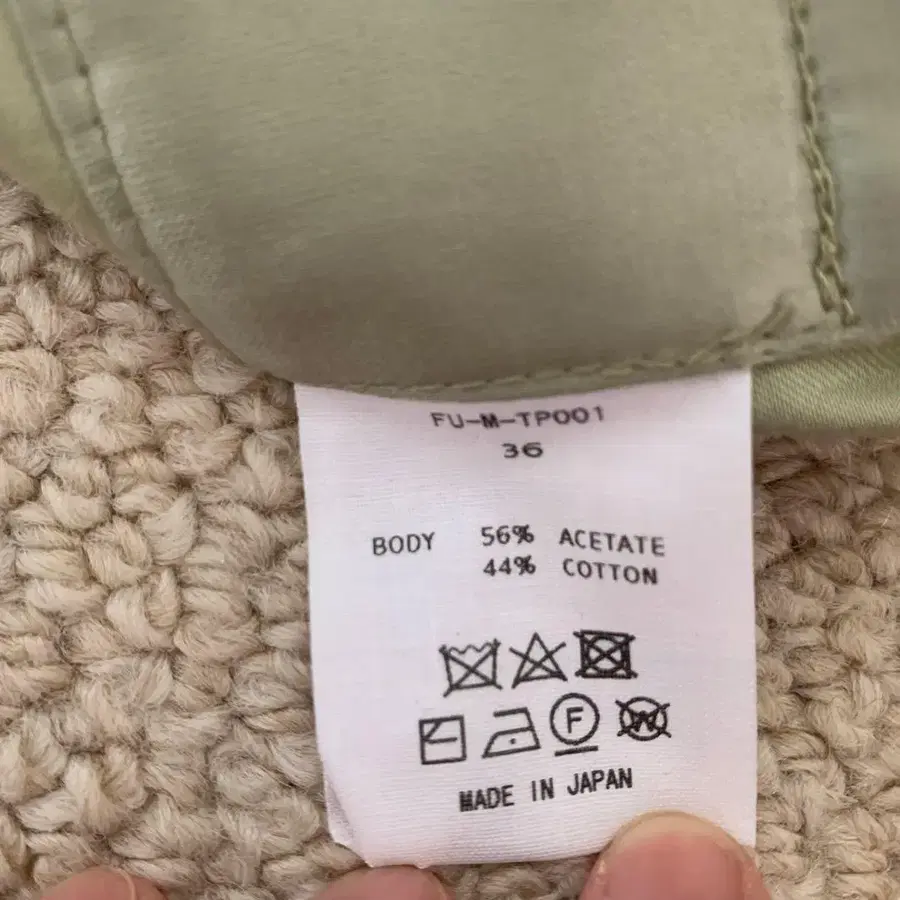 FU-M-TP001
36
BODY 56% ACETATE
44% COTTON
F W
MADE IN JAPAN